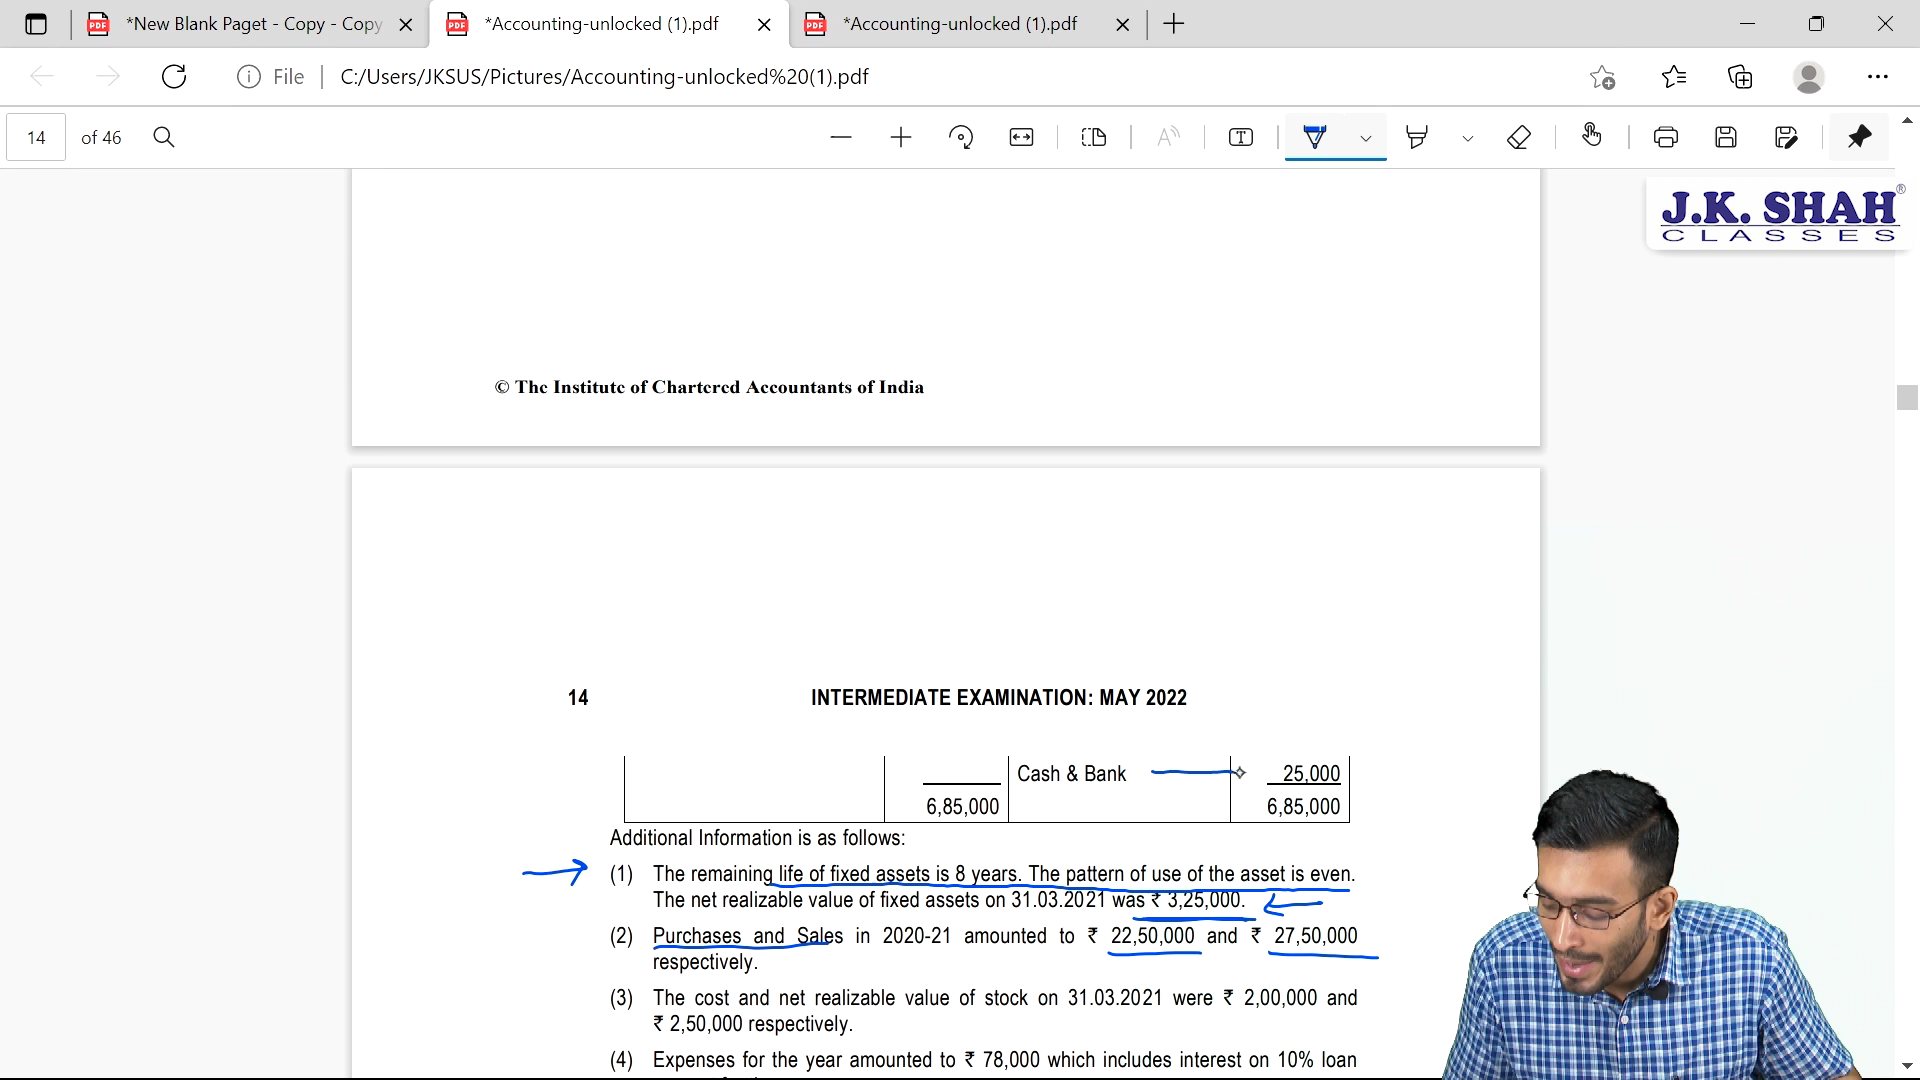 *New Blank Paget - Copy - Copy
*Accounting-unlocked (1).pdf
*Accounting-unlocked (1).pdf
File
C:/Users/JKSUS/Pictures/Accounting-unlocked%20(1).pdf
14 of 46
J.K. SHAH®
CLASSES
© The Institute of Chartered Accountants of India
14 INTERMEDIATE EXAMINATION: MAY 2022
Cash & Bank 25,000
6,85,000 6,85,000
Additional Information is as follows:
(1) The remaining life of fixed assets is 8 years. The pattern of use of the asset is even.
The net realizable value of fixed assets on 31.03.2021 was ₹ 3,25,000.
(2) Purchases and Sales in 2020-21 amounted to ₹ 22,50,000 and ₹ 27,50,000
respectively.
(3) The cost and net realizable value of stock on 31.03.2021 were ₹ 2,00,000 and
₹ 2,50,000 respectively.
(4) Expenses for the year amounted to ₹ 78,000 which includes interest on 10% loan